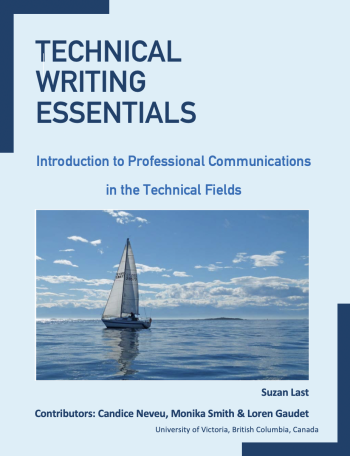 TECHNICAL
WRITING
ESSENTIALS
Introduction to Professional Communications
in the Technical Fields
Suzan Last
Contributors: Candice Neveu, Monika Smith & Loren Gaudet
University of Victoria, British Columbia, Canada